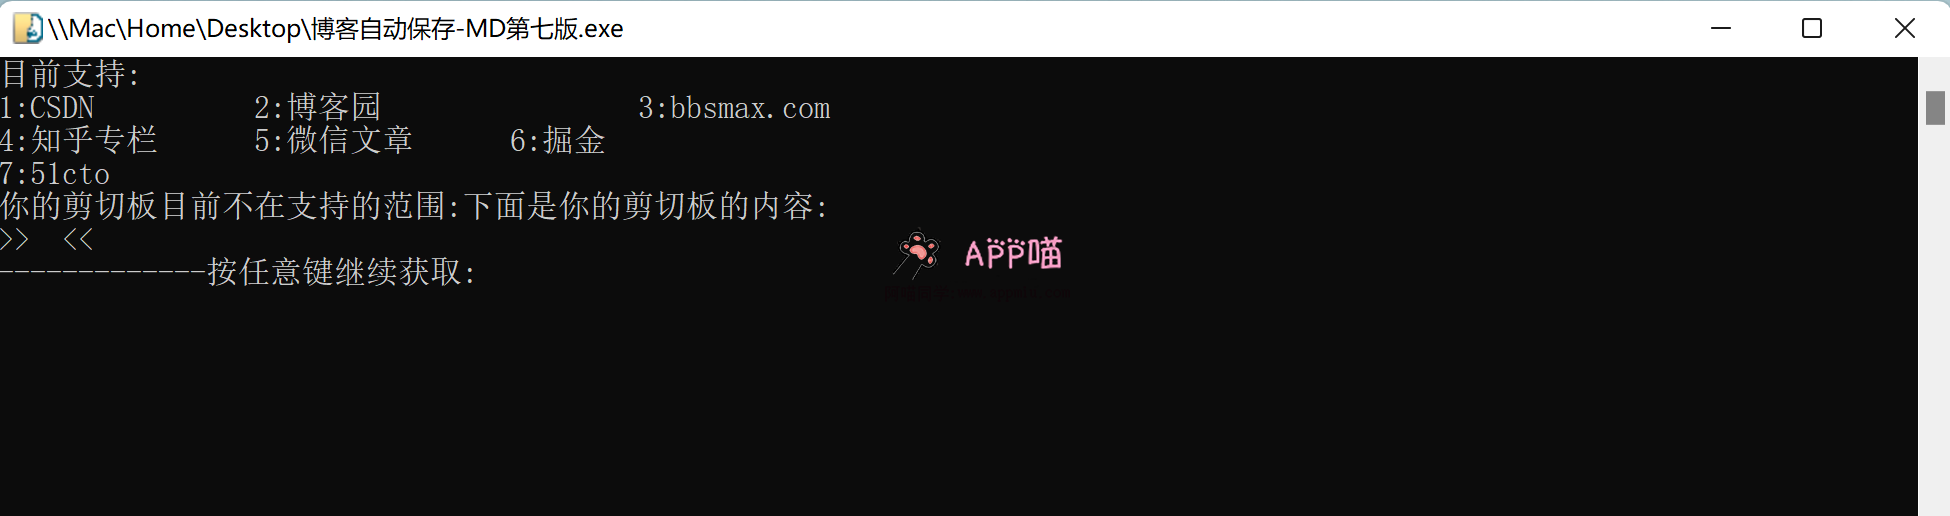 \\Mac\Home\Desktop\博客自动保存-MD第七版.exe
目前支持:
1:CSDN 2:博客园 3:bbsmax.com
4:知乎专栏 5:微信文章 6:掘金
7:51cto
你的剪切板目前不在支持的范围:下面是你的剪切板的内容:
>> <<
APP喵
-------------按任意键继续获取: